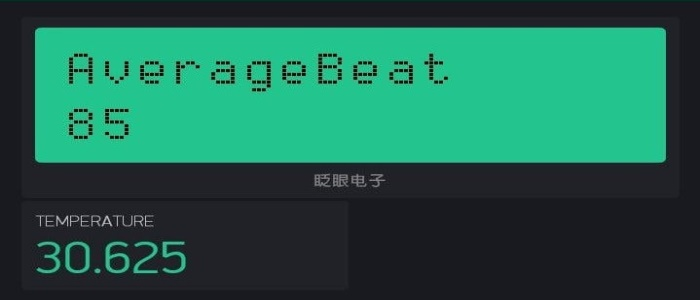 AverageBeat
85
眨眼电子
TEMPERATURE
30.625